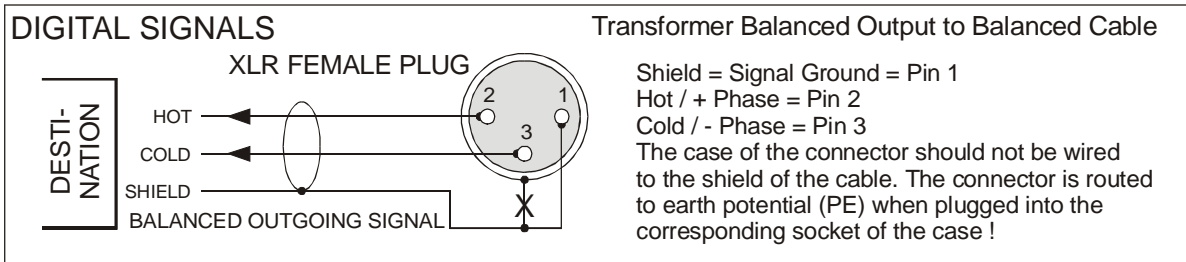 DIGITAL SIGNALS
Transformer Balanced Output to Balanced Cable
XLR FEMALE PLUG
DESTI-
NATION
HOT
COLD
SHIELD
BALANCED OUTGOING SIGNAL
2
1
3
X
Shield = Signal Ground = Pin 1
Hot / + Phase = Pin 2
Cold / - Phase = Pin 3
The case of the connector should not be wired
to the shield of the cable. The connector is routed
to earth potential (PE) when plugged into the
corresponding socket of the case !